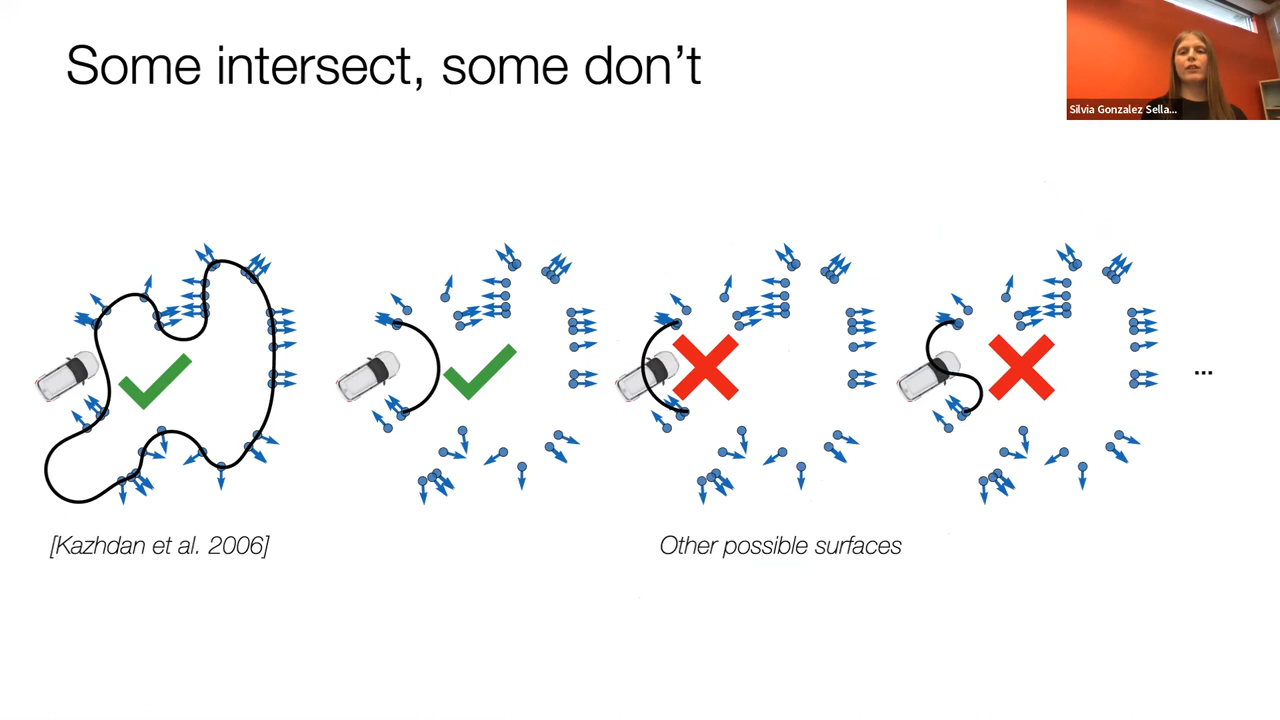 Some intersect, some don't
Silvia Gonzalez Sella...
...
[Kazhdan et al. 2006]
Other possible surfaces